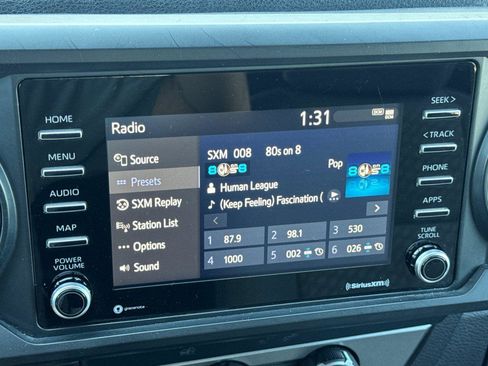 HOME
MENU
AUDIO
MAP
POWER
VOLUME
1:31
DCM
Radio
Source
Presets
SXM Replay
Station List
Options
Sound
SXM 008 80s on 8
Pop
Human League
(Keep Feeling) Fascination (
1 87.9
2 98.1
3 530
4 1000
5 002
6 026
gracenote
SiriusXM
SEEK >
< TRACK
PHONE
APPS
TUNE
SCROLL